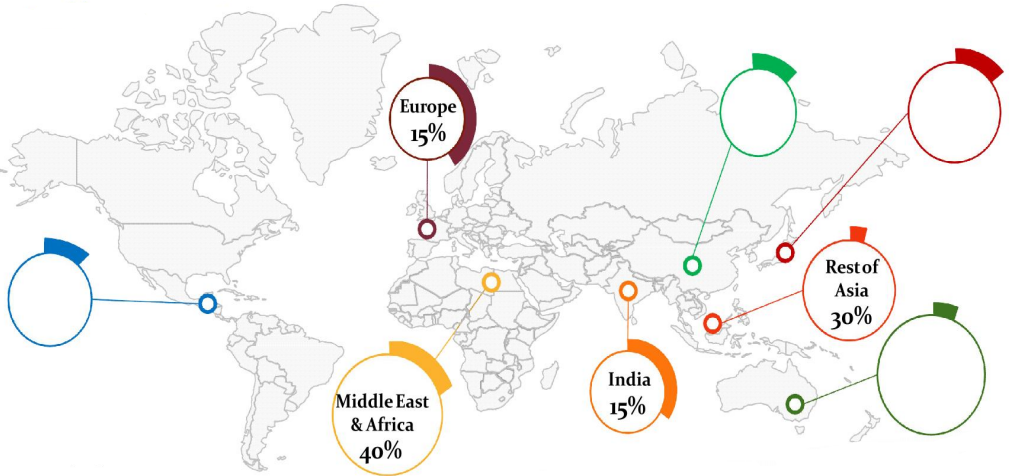 Europe
15%
Rest of
Asia
30%
India
15%
Middle East
& Africa
40%